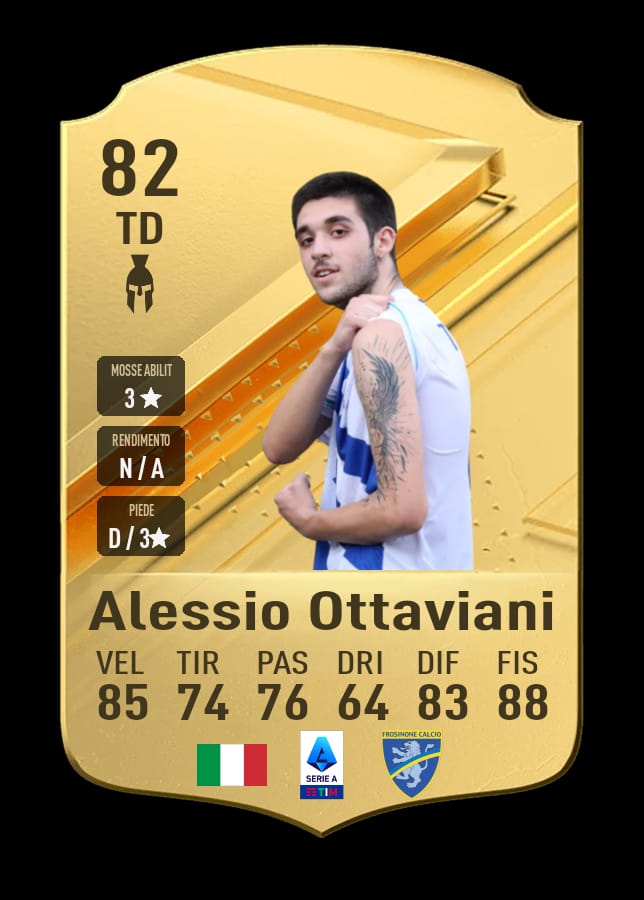 82
TD
MOSSE ABILIT
3★
RENDIMENTO
N / A
PIEDE
D / 3★
Alessio Ottaviani
VEL TIR PAS DRI DIF FIS
85 74 76 64 83 88
FROSINONE CALCIO
SERIE A
TIM